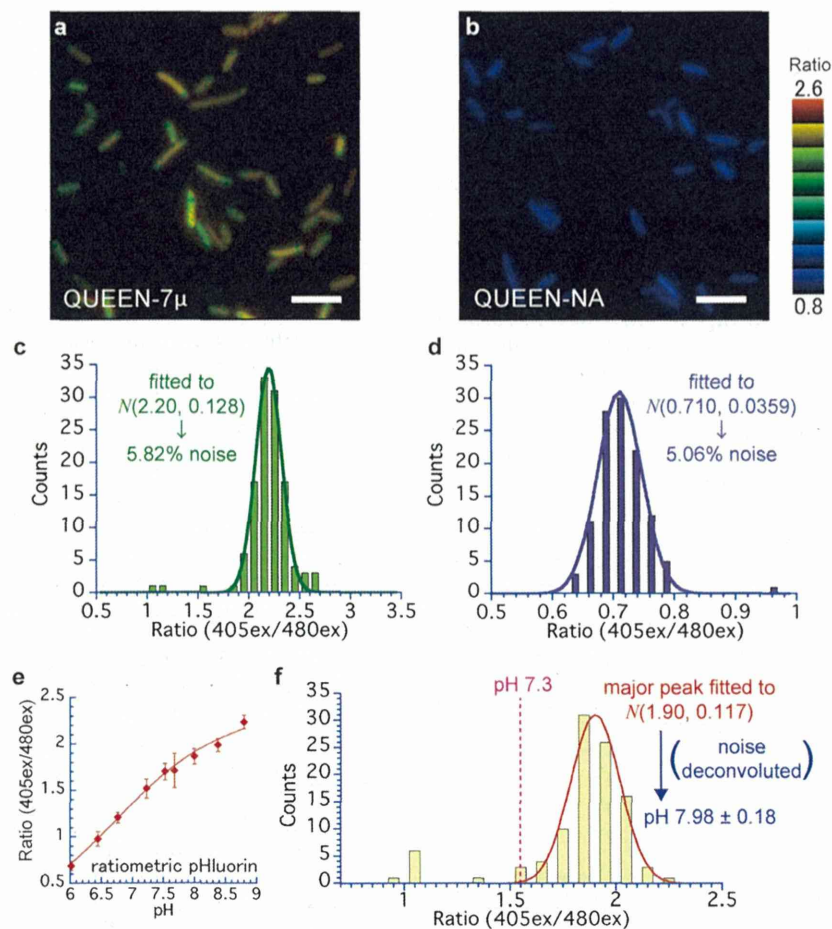 a
QUEEN-7μ
b
QUEEN-NA
Ratio
2.6
0.8
c
fitted to
N(2.20, 0.128)
↓
5.82% noise
Counts
35
30
25
20
15
10
5
0
0.5 1 1.5 2 2.5 3 3.5
Ratio (405ex/480ex)
d
fitted to
N(0.710, 0.0359)
↓
5.06% noise
Counts
35
30
25
20
15
10
5
0
0.5 0.6 0.7 0.8 0.9 1
Ratio (405ex/480ex)
e
Ratio (405ex/480ex)
2.5
2
1.5
1
0.5
ratiometric pHluorin
6 6.5 7 7.5 8 8.5 9
pH
f
pH 7.3
major peak fitted to
N(1.90, 0.117)
(noise
deconvoluted)
pH 7.98 ± 0.18
Counts
35
30
25
20
15
10
5
0
1 1.5 2 2.5
Ratio (405ex/480ex)